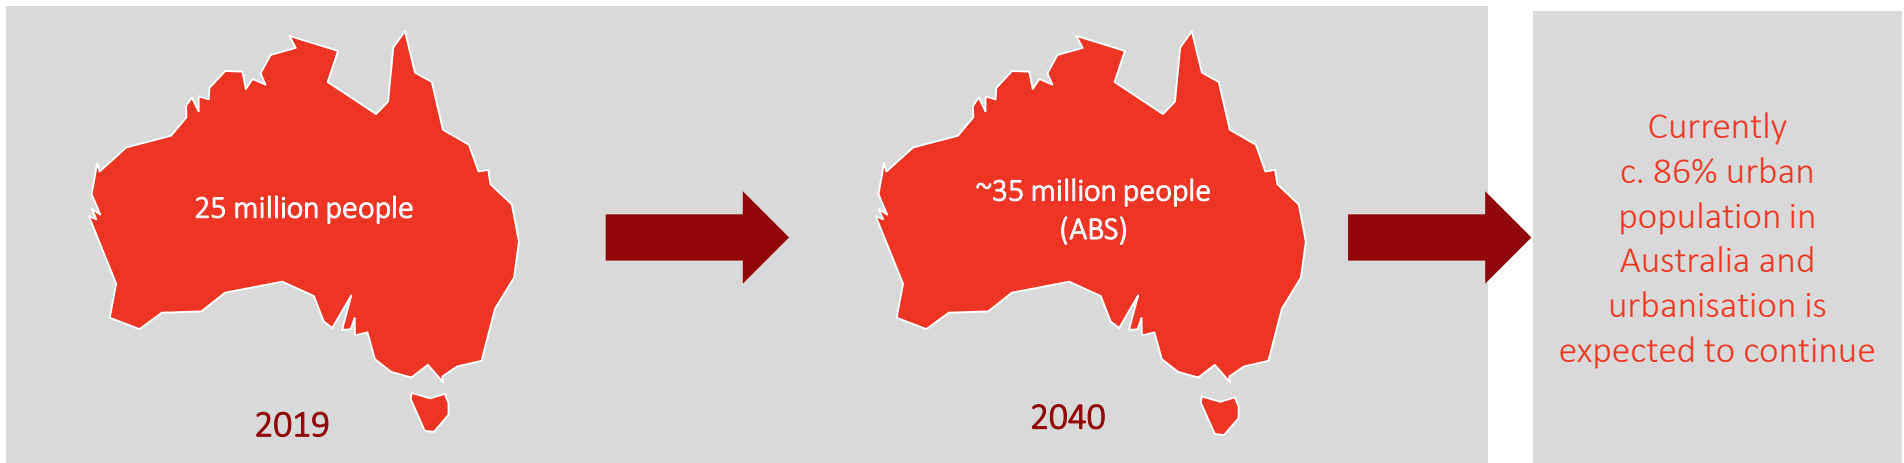 25 million people
2019
~35 million people
(ABS)
2040
Currently
c. 86% urban
population in
Australia and
urbanisation is
expected to continue